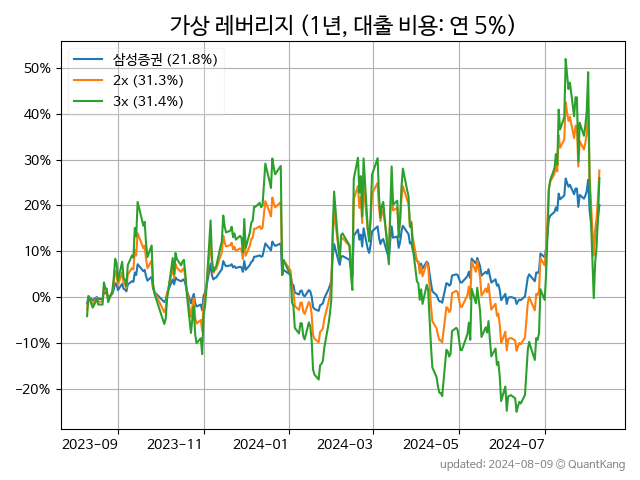 가상 레버리지 (1년, 대출 비용: 연 5%)
삼성증권 (21.8%)
2x (31.3%)
3x (31.4%)
50%
40%
30%
20%
10%
0%
−10%
−20%
2023-09
2023-11
2024-01
2024-03
2024-05
2024-07
updated: 2024-08-09 © QuantKang